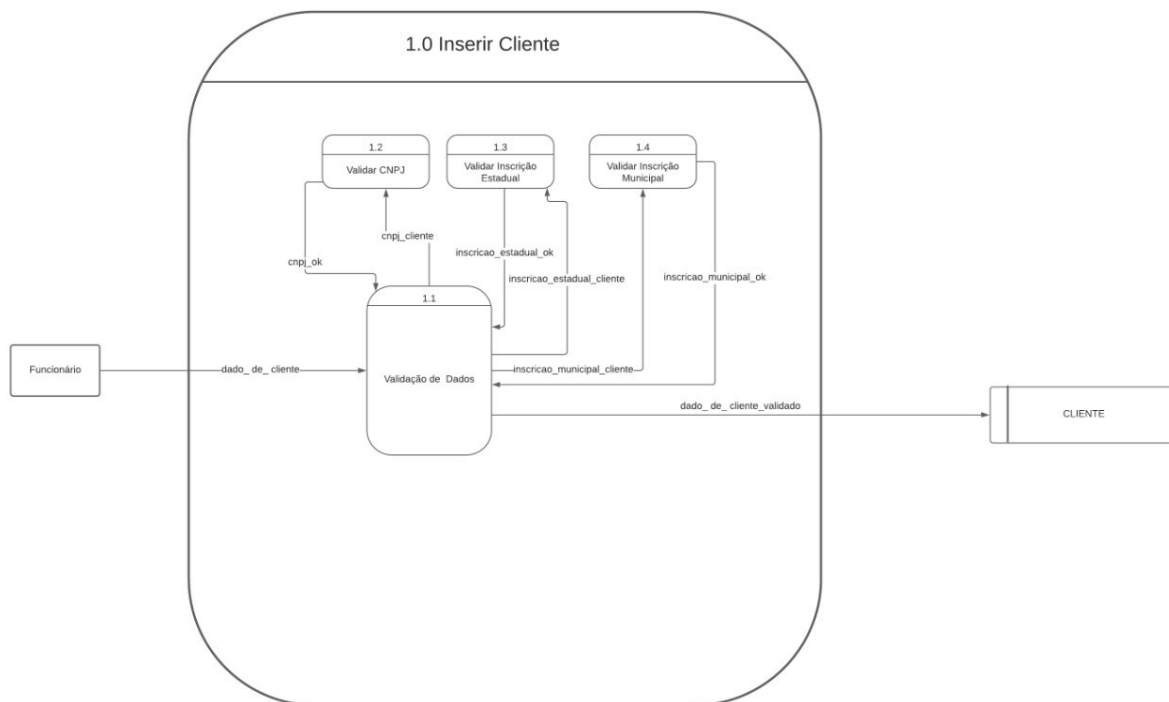 1.0 Inserir Cliente
1.2
Validar CNPJ
1.3
Validar Inscrição
Estadual
1.4
Validar Inscrição
Municipal
cnpj_cliente
inscricao_estadual_ok
cnpj_ok
inscricao_estadual_cliente
inscricao_municipal_ok
1.1
Validação de Dados
Funcionário
dado_ de_ cliente
inscricao_municipal_cliente
dado_ de_ cliente_validado
CLIENTE